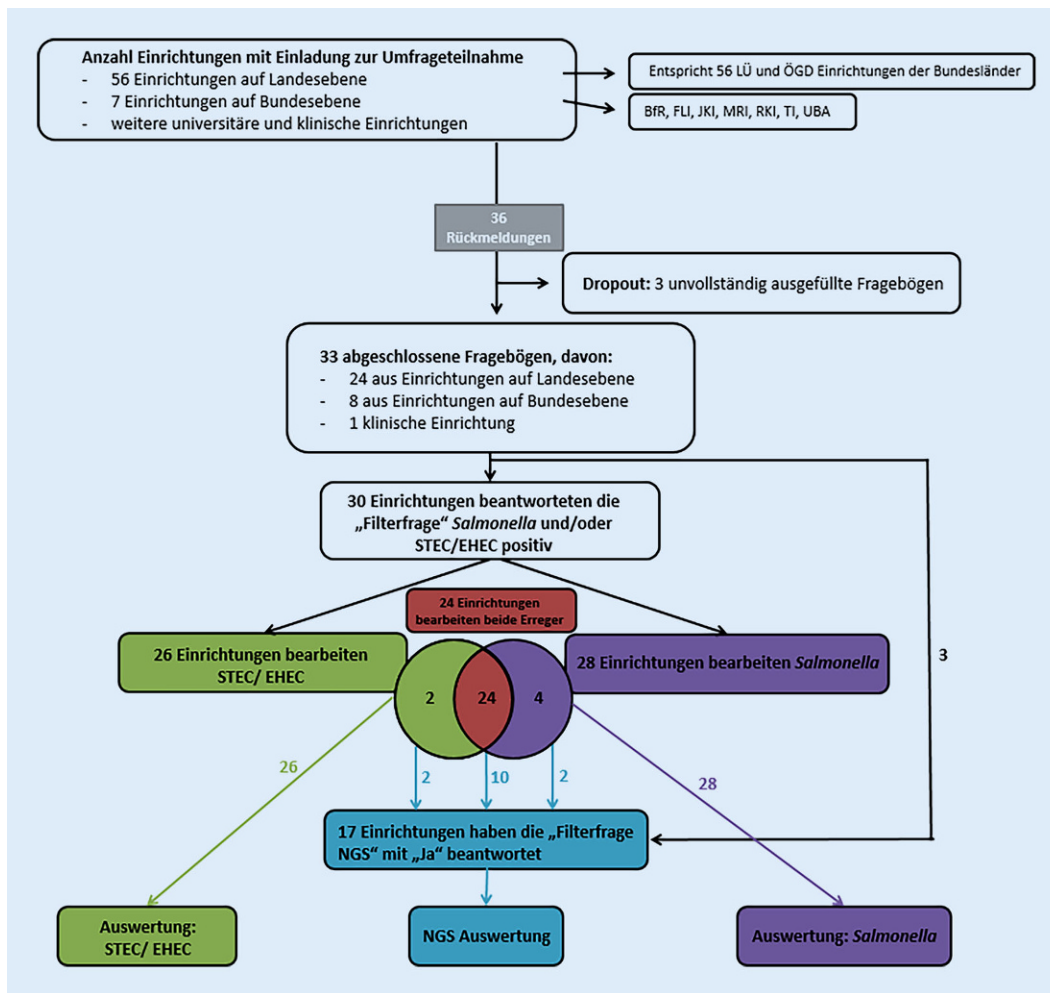 Anzahl Einrichtungen mit Einladung zur Umfrageteilnahme
- 56 Einrichtungen auf Landesebene
- 7 Einrichtungen auf Bundesebene
- weitere universitäre und klinische Einrichtungen
Entspricht 56 LÜ und ÖGD Einrichtungen der Bundesländer
BfR, FLI, JKI, MRI, RKI, TI, UBA
36
Rückmeldungen
Dropout: 3 unvollständig ausgefüllte Fragebögen
33 abgeschlossene Fragebögen, davon:
- 24 aus Einrichtungen auf Landesebene
- 8 aus Einrichtungen auf Bundesebene
- 1 klinische Einrichtung
30 Einrichtungen beantworteten die
„Filterfrage“ Salmonella und/oder
STEC/EHEC positiv
24 Einrichtungen
bearbeiten beide Erreger
26 Einrichtungen bearbeiten
STEC/ EHEC
28 Einrichtungen bearbeiten Salmonella
3
2
24
4
26
2
10
2
28
17 Einrichtungen haben die „Filterfrage
NGS“ mit „Ja“ beantwortet
Auswertung:
STEC/ EHEC
NGS Auswertung
Auswertung: Salmonella